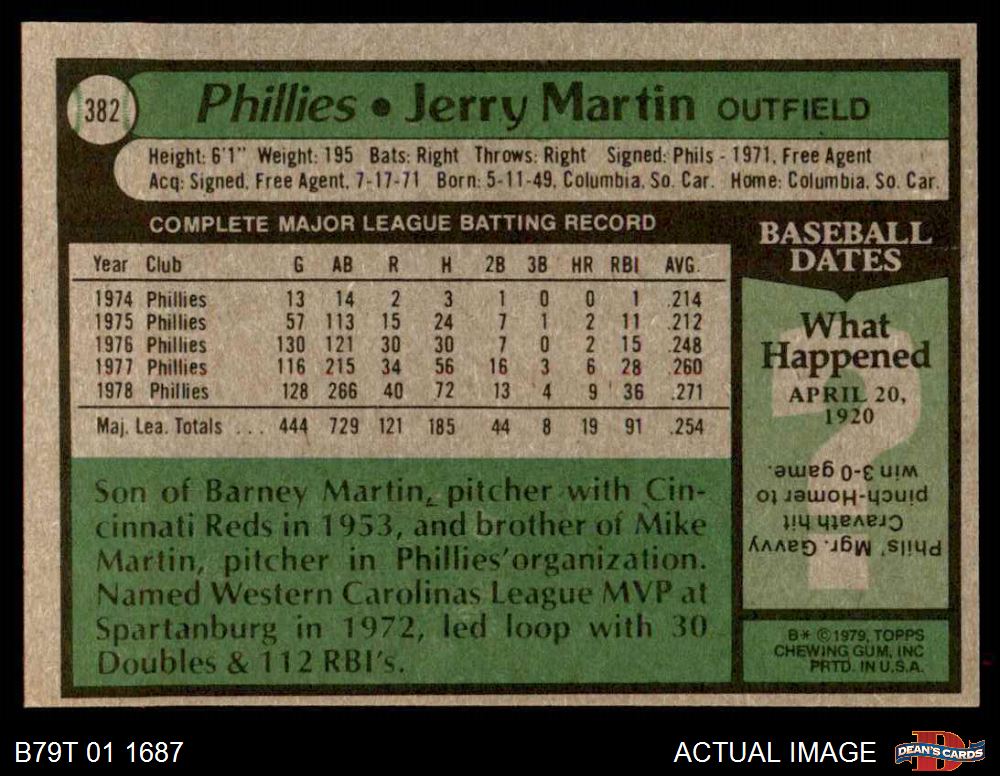 382
Phillies • Jerry Martin OUTFIELD
Height: 6'1" Weight: 195 Bats: Right Throws: Right Signed: Phils - 1971, Free Agent
Acq: Signed, Free Agent, 7-17-71 Born: 5-11-49, Columbia, So. Car. Home: Columbia, So. Car.
COMPLETE MAJOR LEAGUE BATTING RECORD
Year Club G AB R H 2B 3B HR RBI AVG.
1974 Phillies 13 14 2 3 1 0 0 1 .214
1975 Phillies 57 113 15 24 7 1 2 11 .212
1976 Phillies 130 121 30 30 7 0 2 15 .248
1977 Phillies 116 215 34 56 16 3 6 28 .260
1978 Phillies 128 266 40 72 13 4 9 36 .271
Maj. Lea. Totals ... 444 729 121 185 44 8 19 91 .254
Son of Barney Martin, pitcher with Cin-
cinnati Reds in 1953, and brother of Mike
Martin, pitcher in Phillies' organization.
Named Western Carolinas League MVP at
Spartanburg in 1972, led loop with 30
Doubles & 112 RBI's.
BASEBALL
DATES
What
Happened
APRIL 20,
1920
?
Phils' Mgr. Gavvy
Cravath hit
pinch-Homer to
win 3-0 game.
B* ©1979, TOPPS
CHEWING GUM, INC
PRTD. IN U.S.A.
B79T 01 1687
ACTUAL IMAGE
D
DEAN'S CARDS